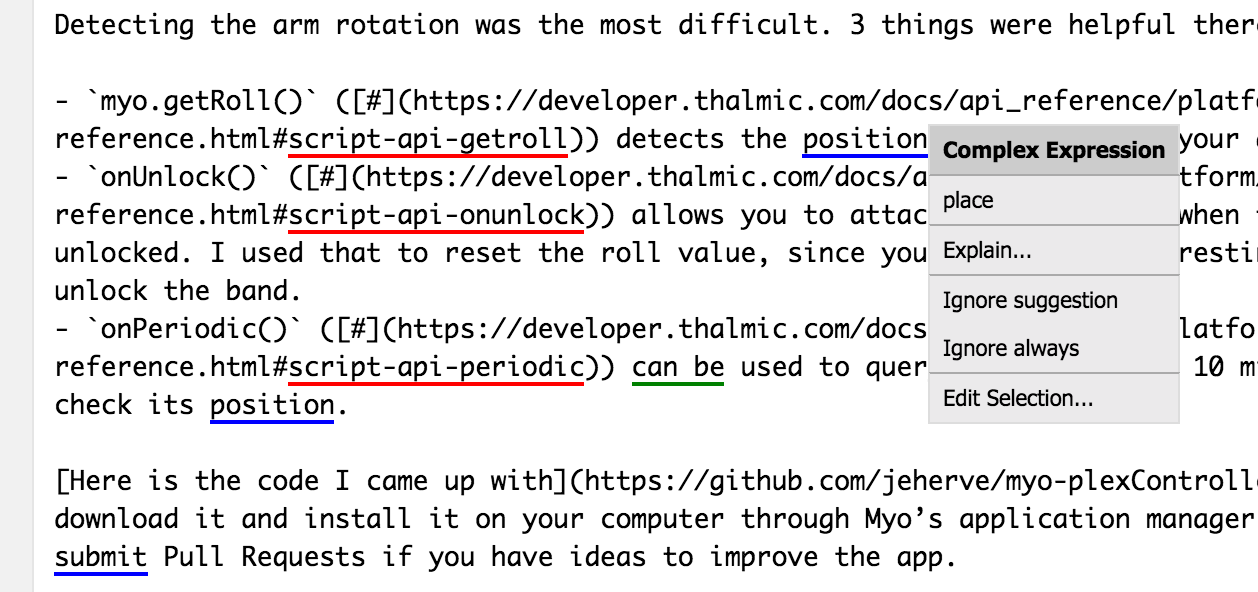 Detecting the arm rotation was the most difficult. 3 things were helpful ther
- `myo.getRoll()` ([#](https://developer.thalmic.com/docs/api_reference/platf
reference.html#script-api-getroll)) detects the position your
- `onUnlock()` ([#](https://developer.thalmic.com/docs/a tform/
reference.html#script-api-onunlock)) allows you to attac when
unlocked. I used that to reset the roll value, since you resti
unlock the band.
- `onPeriodic()` ([#](https://developer.thalmic.com/docs latfo
reference.html#script-api-periodic)) can be used to quer 10 m
check its position.
Complex Expression
place
Explain...
Ignore suggestion
Ignore always
Edit Selection...
[Here is the code I came up with](https://github.com/jeherve/myo-plexControll
download it and install it on your computer through Myo’s application manager
submit Pull Requests if you have ideas to improve the app.